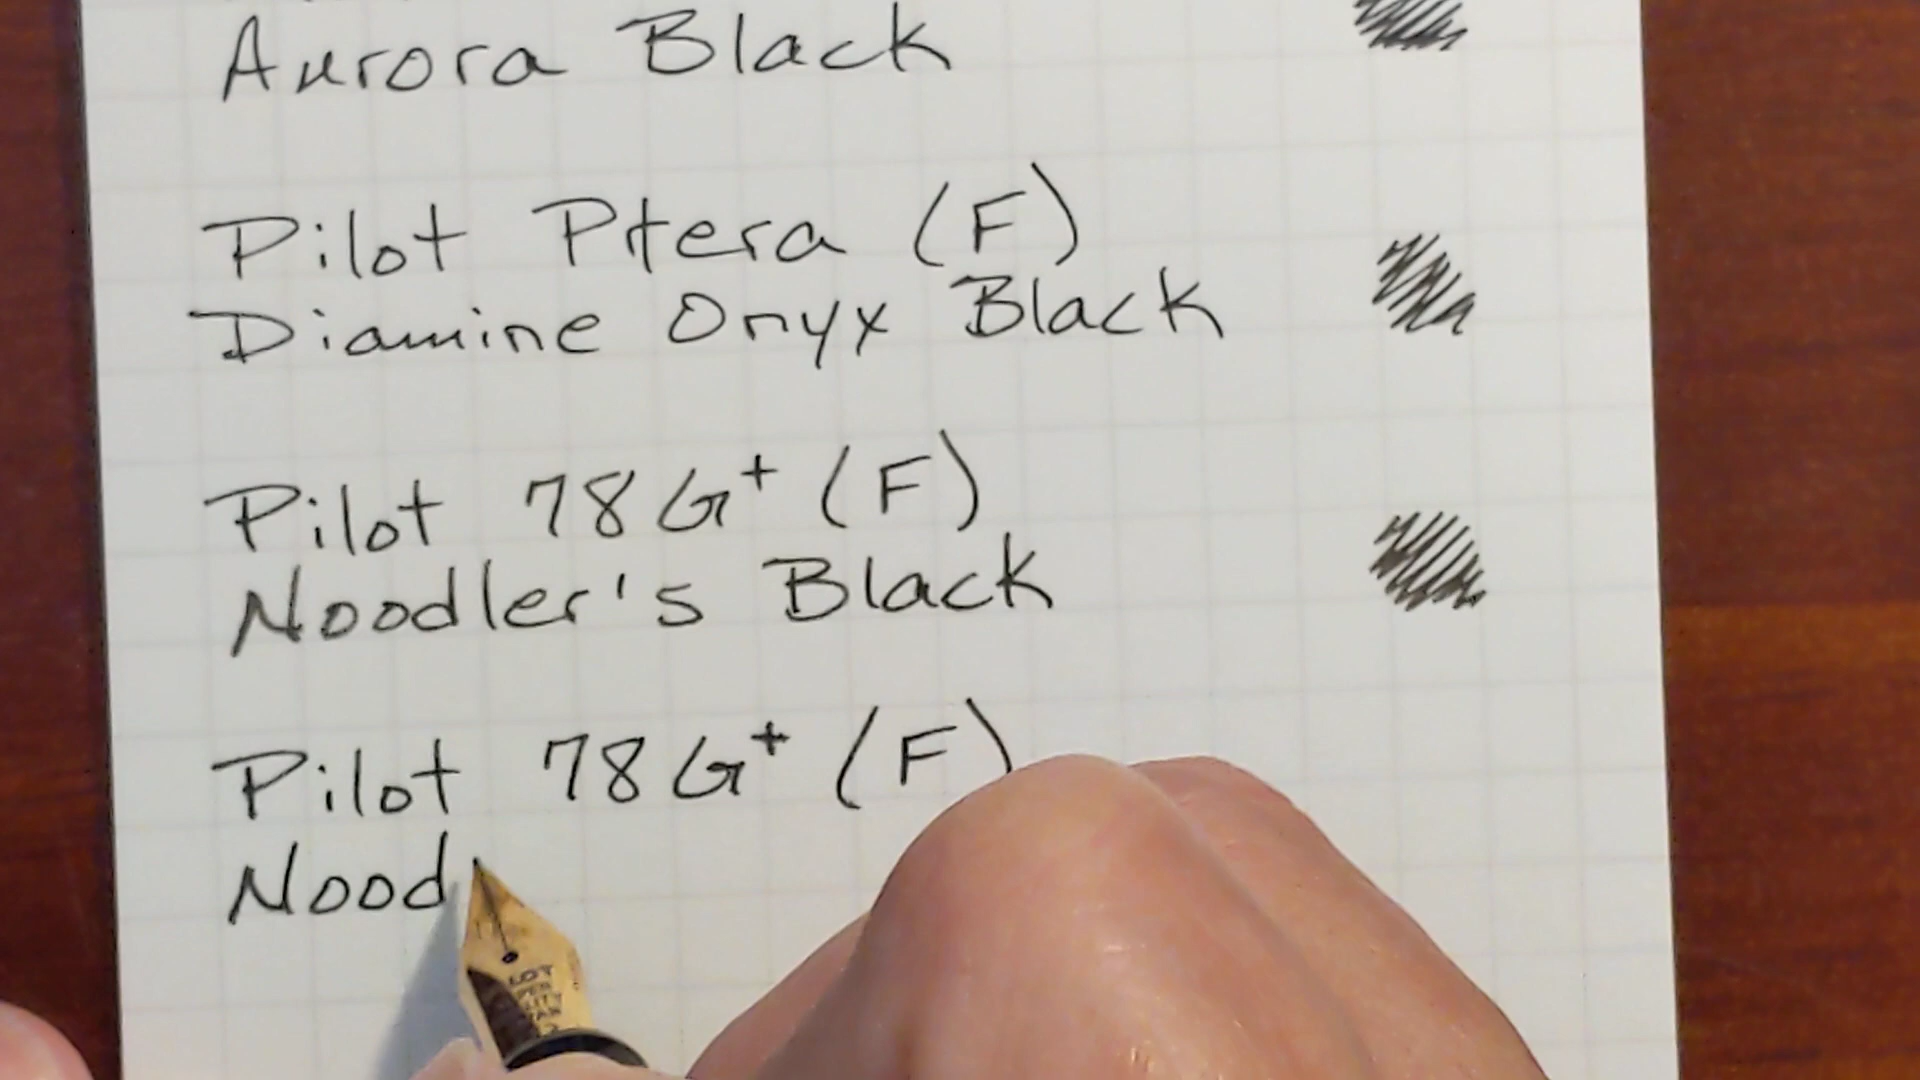 Aurora Black
Pilot Ptera (F)
Diamine Onyx Black
Pilot 78G+ (F)
Noodler's Black
Pilot 78G+ (F)
Nood